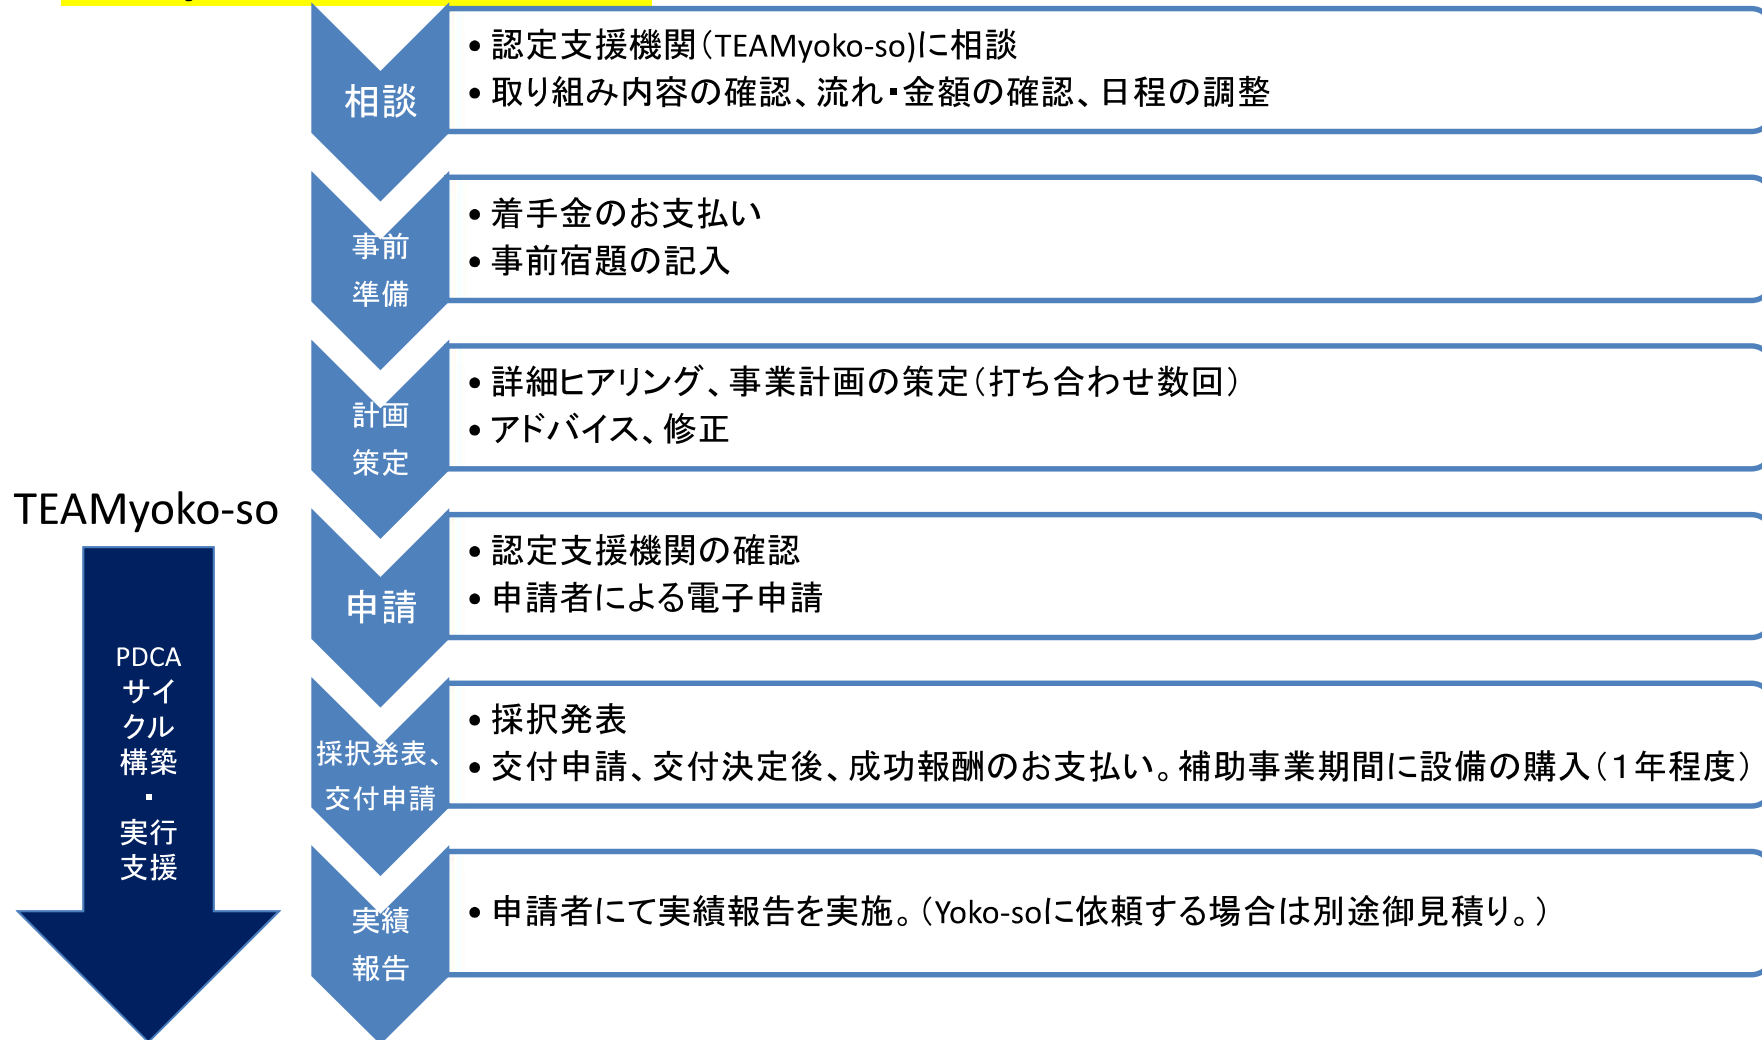 相談
• 認定支援機関（TEAMyoko-so)に相談
• 取り組み内容の確認、流れ・金額の確認、日程の調整
事前
準備
• 着手金のお支払い
• 事前宿題の記入
計画
策定
• 詳細ヒアリング、事業計画の策定（打ち合わせ数回）
• アドバイス、修正
TEAMyoko-so
PDCA
サイ
クル
構築
・
実行
支援
申請
• 認定支援機関の確認
• 申請者による電子申請
採択発表、
交付申請
• 採択発表
• 交付申請、交付決定後、成功報酬のお支払い。補助事業期間に設備の購入（１年程度）
実績
報告
• 申請者にて実績報告を実施。（Yoko-soに依頼する場合は別途御見積り。）